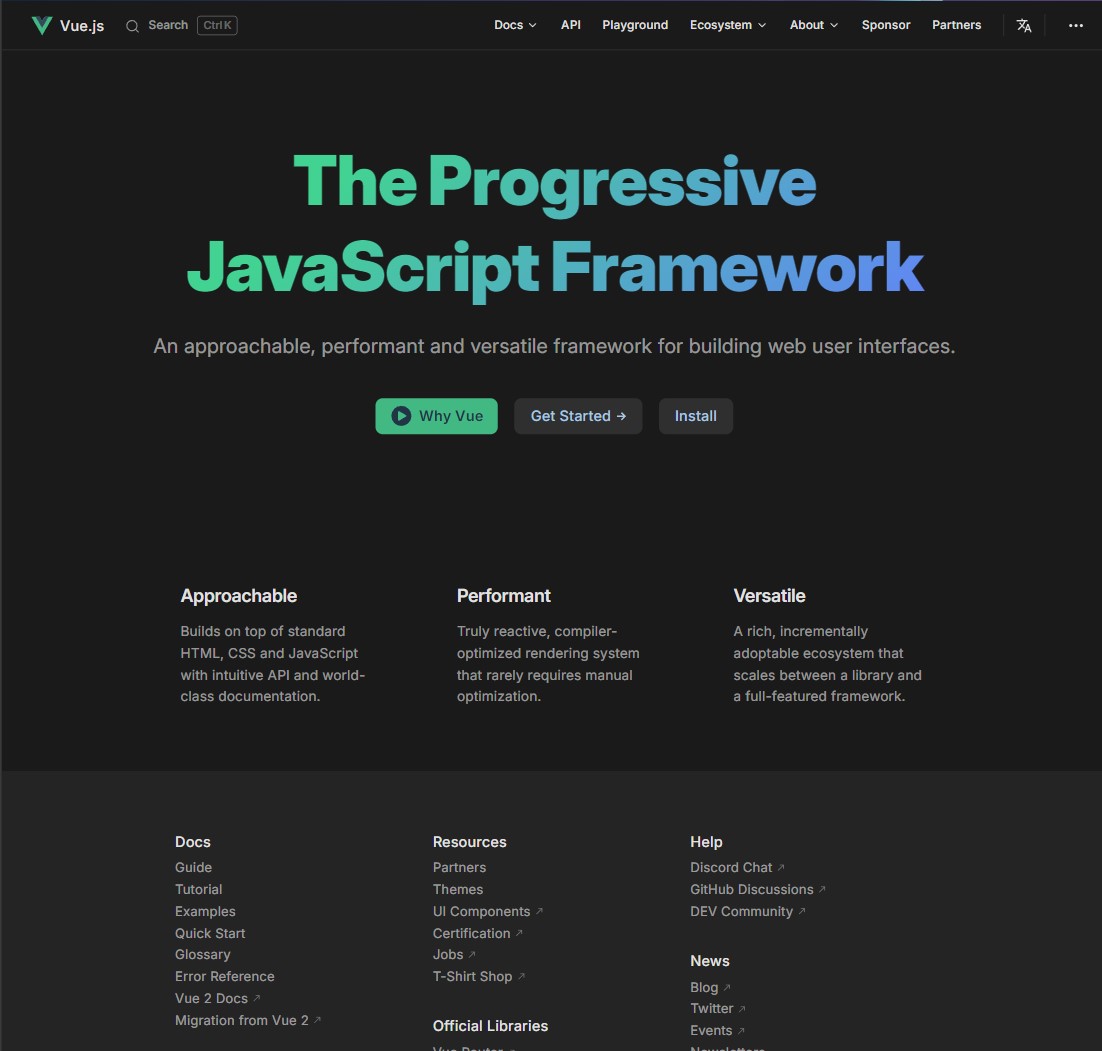 Vue.js
Search
Ctrl K
Docs
API
Playground
Ecosystem
About
Sponsor
Partners
The Progressive
JavaScript Framework
An approachable, performant and versatile framework for building web user interfaces.
Why Vue
Get Started →
Install
Approachable
Builds on top of standard
HTML, CSS and JavaScript
with intuitive API and world-
class documentation.
Performant
Truly reactive, compiler-
optimized rendering system
that rarely requires manual
optimization.
Versatile
A rich, incrementally
adoptable ecosystem that
scales between a library and
a full-featured framework.
Docs
Guide
Tutorial
Examples
Quick Start
Glossary
Error Reference
Vue 2 Docs ↗
Migration from Vue 2 ↗
Resources
Partners
Themes
UI Components ↗
Certification ↗
Jobs ↗
T-Shirt Shop ↗
Official Libraries
Vue Router
Help
Discord Chat ↗
GitHub Discussions ↗
DEV Community ↗
News
Blog ↗
Twitter ↗
Events ↗
Newsletters